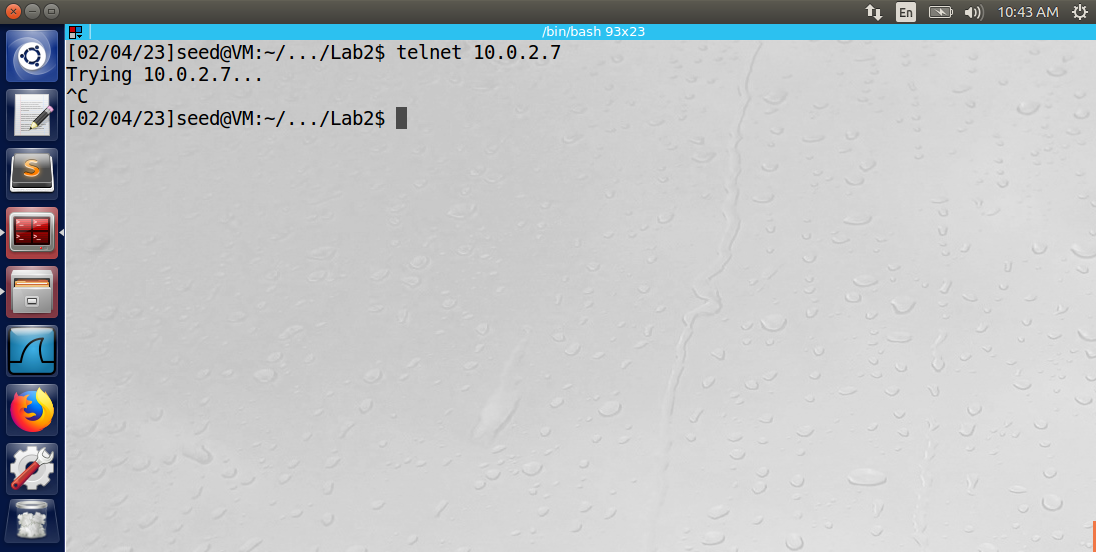 En
10:43 AM
/bin/bash 93x23
[02/04/23]seed@VM:~/.../Lab2$ telnet 10.0.2.7
Trying 10.0.2.7...
^C
[02/04/23]seed@VM:~/.../Lab2$
S